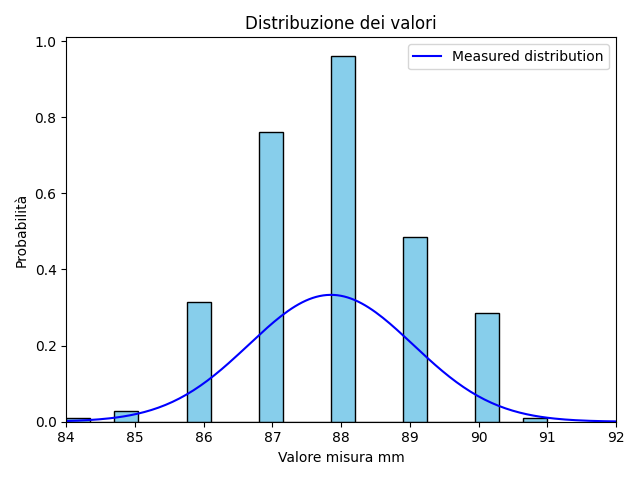 Distribuzione dei valori
Measured distribution
1.0
0.8
0.6
0.4
0.2
0.0
Probabilità
84 85 86 87 88 89 90 91 92
Valore misura mm